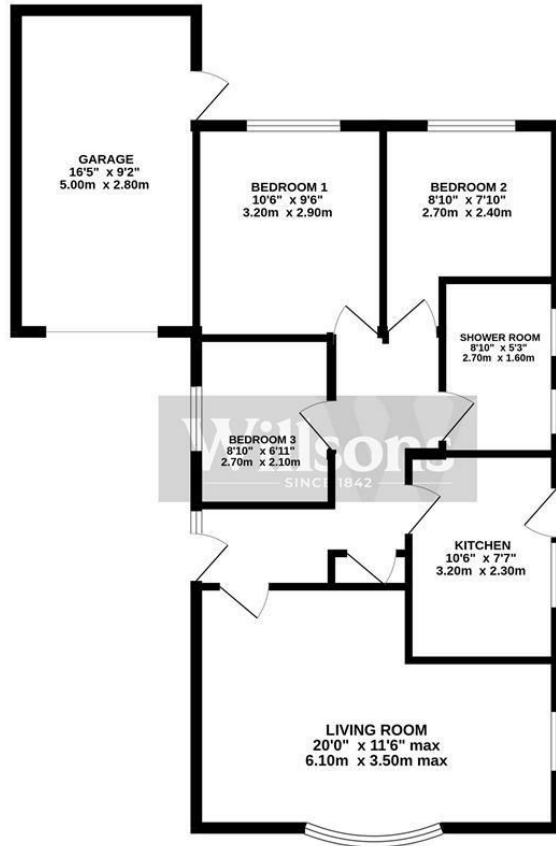 GARAGE
16'5" x 9'2"
5.00m x 2.80m
BEDROOM 1
10'6" x 9'6"
3.20m x 2.90m
BEDROOM 2
8'10" x 7'10"
2.70m x 2.40m
SHOWER ROOM
8'10" x 5'3"
2.70m x 1.60m
BEDROOM 3
8'10" x 6'11"
2.70m x 2.10m
Willsons
SINCE 1842
KITCHEN
10'6" x 7'7"
3.20m x 2.30m
LIVING ROOM
20'0" x 11'6" max
6.10m x 3.50m max